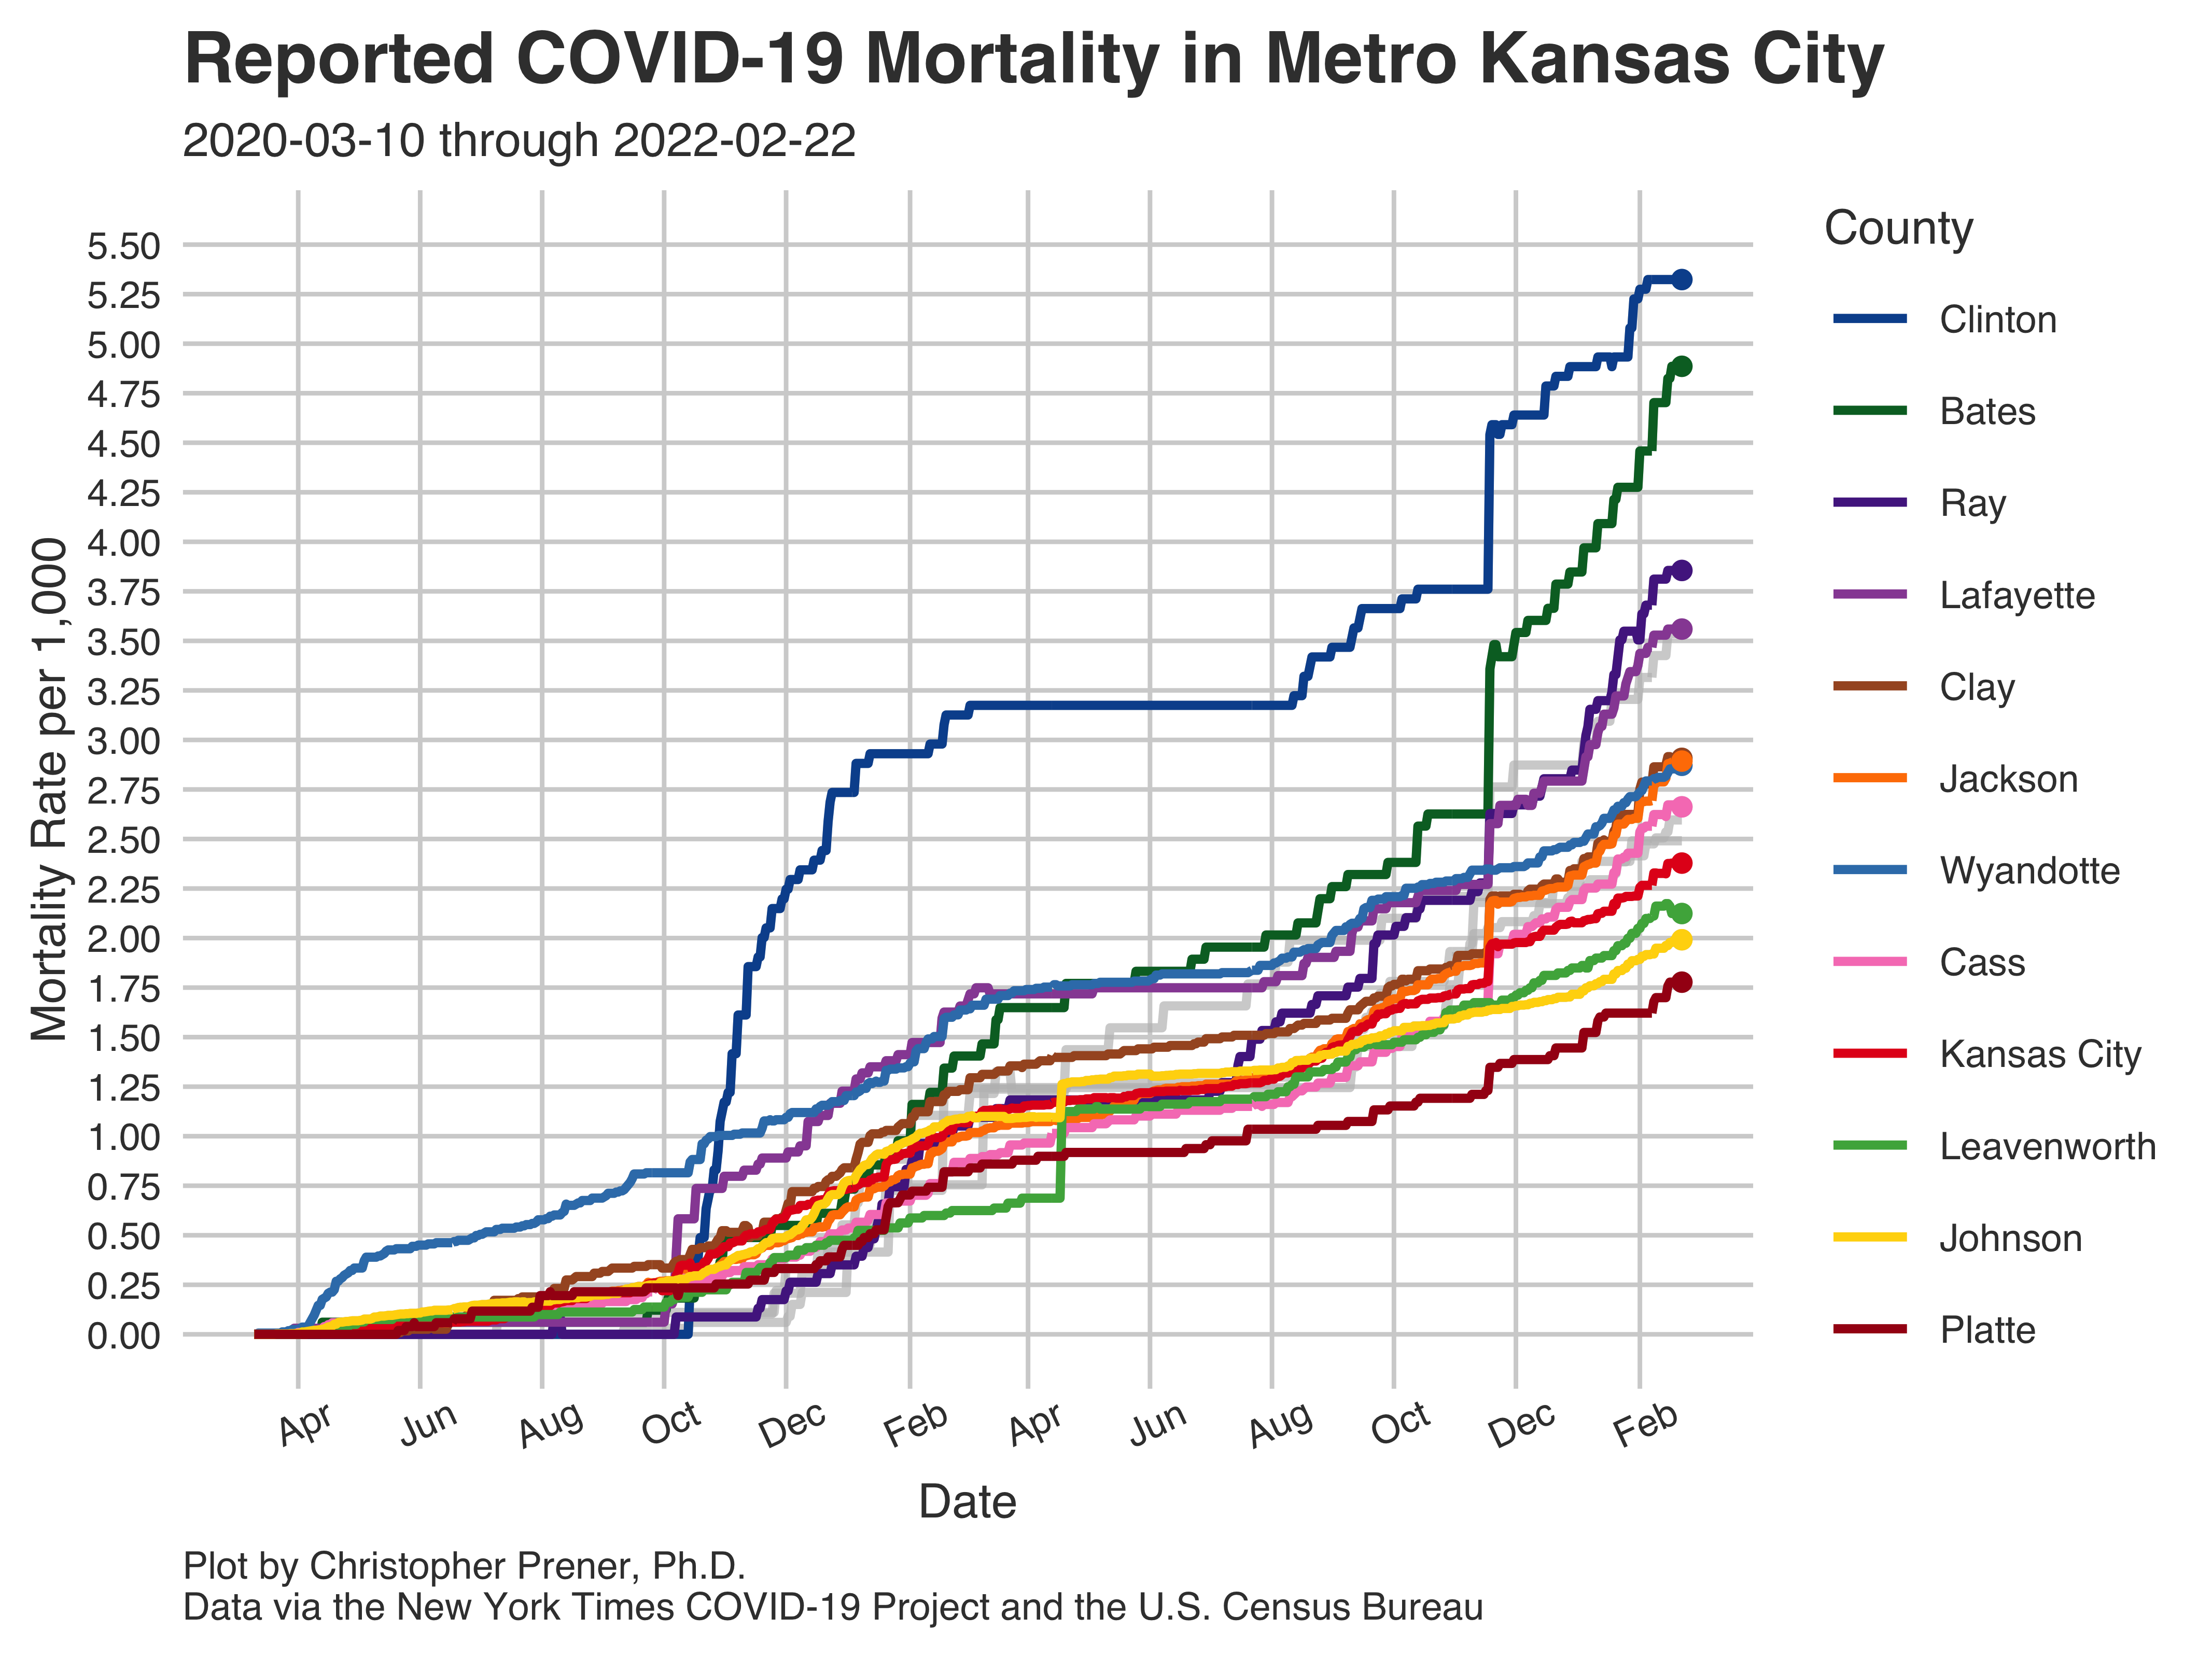 Reported COVID-19 Mortality in Metro Kansas City
2020-03-10 through 2022-02-22
Mortality Rate per 1,000
5.50
5.25
5.00
4.75
4.50
4.25
4.00
3.75
3.50
3.25
3.00
2.75
2.50
2.25
2.00
1.75
1.50
1.25
1.00
0.75
0.50
0.25
0.00
Apr
Jun
Aug
Oct
Dec
Feb
Apr
Jun
Aug
Oct
Dec
Feb
Date
County
Clinton
Bates
Ray
Lafayette
Clay
Jackson
Wyandotte
Cass
Kansas City
Leavenworth
Johnson
Platte
Plot by Christopher Prener, Ph.D.
Data via the New York Times COVID-19 Project and the U.S. Census Bureau